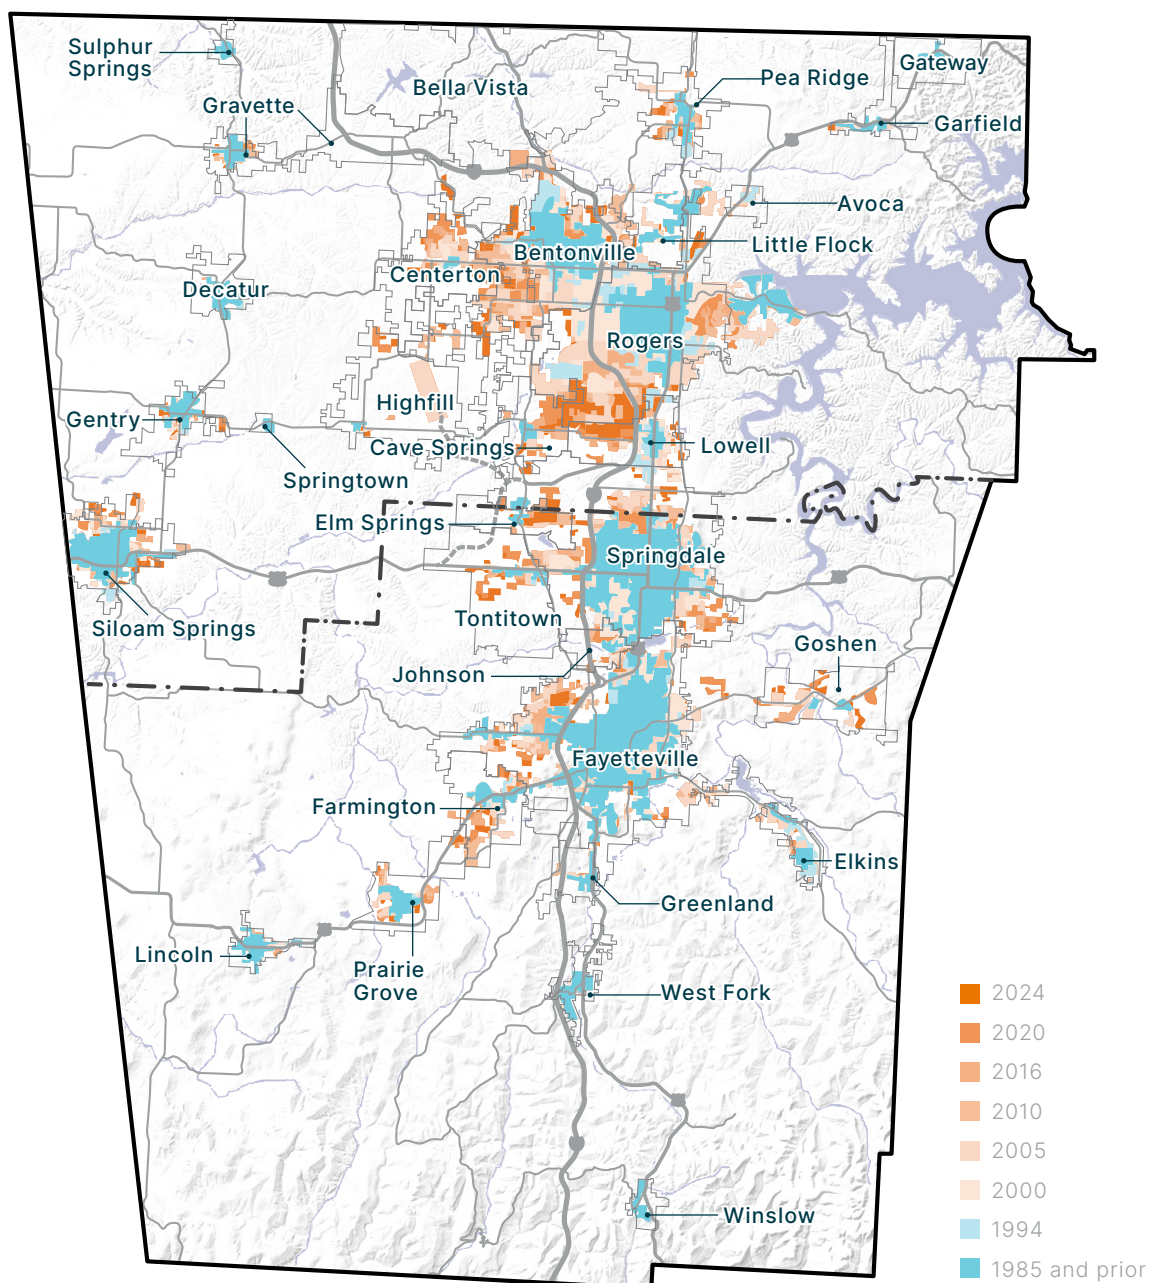 Sulphur
Springs
Gateway
Bella Vista
Pea Ridge
Gravette
Garfield
Avoca
Little Flock
Bentonville
Centerton
Decatur
Rogers
Highfill
Gentry
Cave Springs
Lowell
Springtown
Elm Springs
Springdale
Tontitown
Siloam Springs
Goshen
Johnson
Fayetteville
Farmington
Elkins
Greenland
Lincoln
Prairie
Grove
West Fork
Winslow
2024
2020
2016
2010
2005
2000
1994
1985 and prior